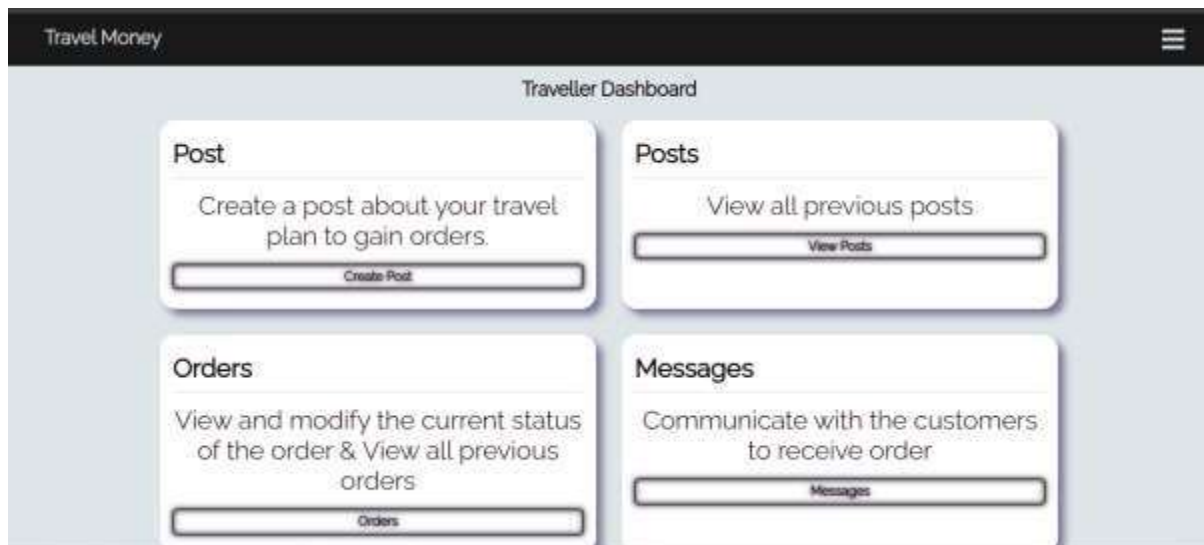 Travel Money
Traveller Dashboard
Post
Create a post about your travel
plan to gain orders.
Create Post
Posts
View all previous posts
View Posts
Orders
View and modify the current status
of the order & View all previous
orders
Orders
Messages
Communicate with the customers
to receive order
Messages